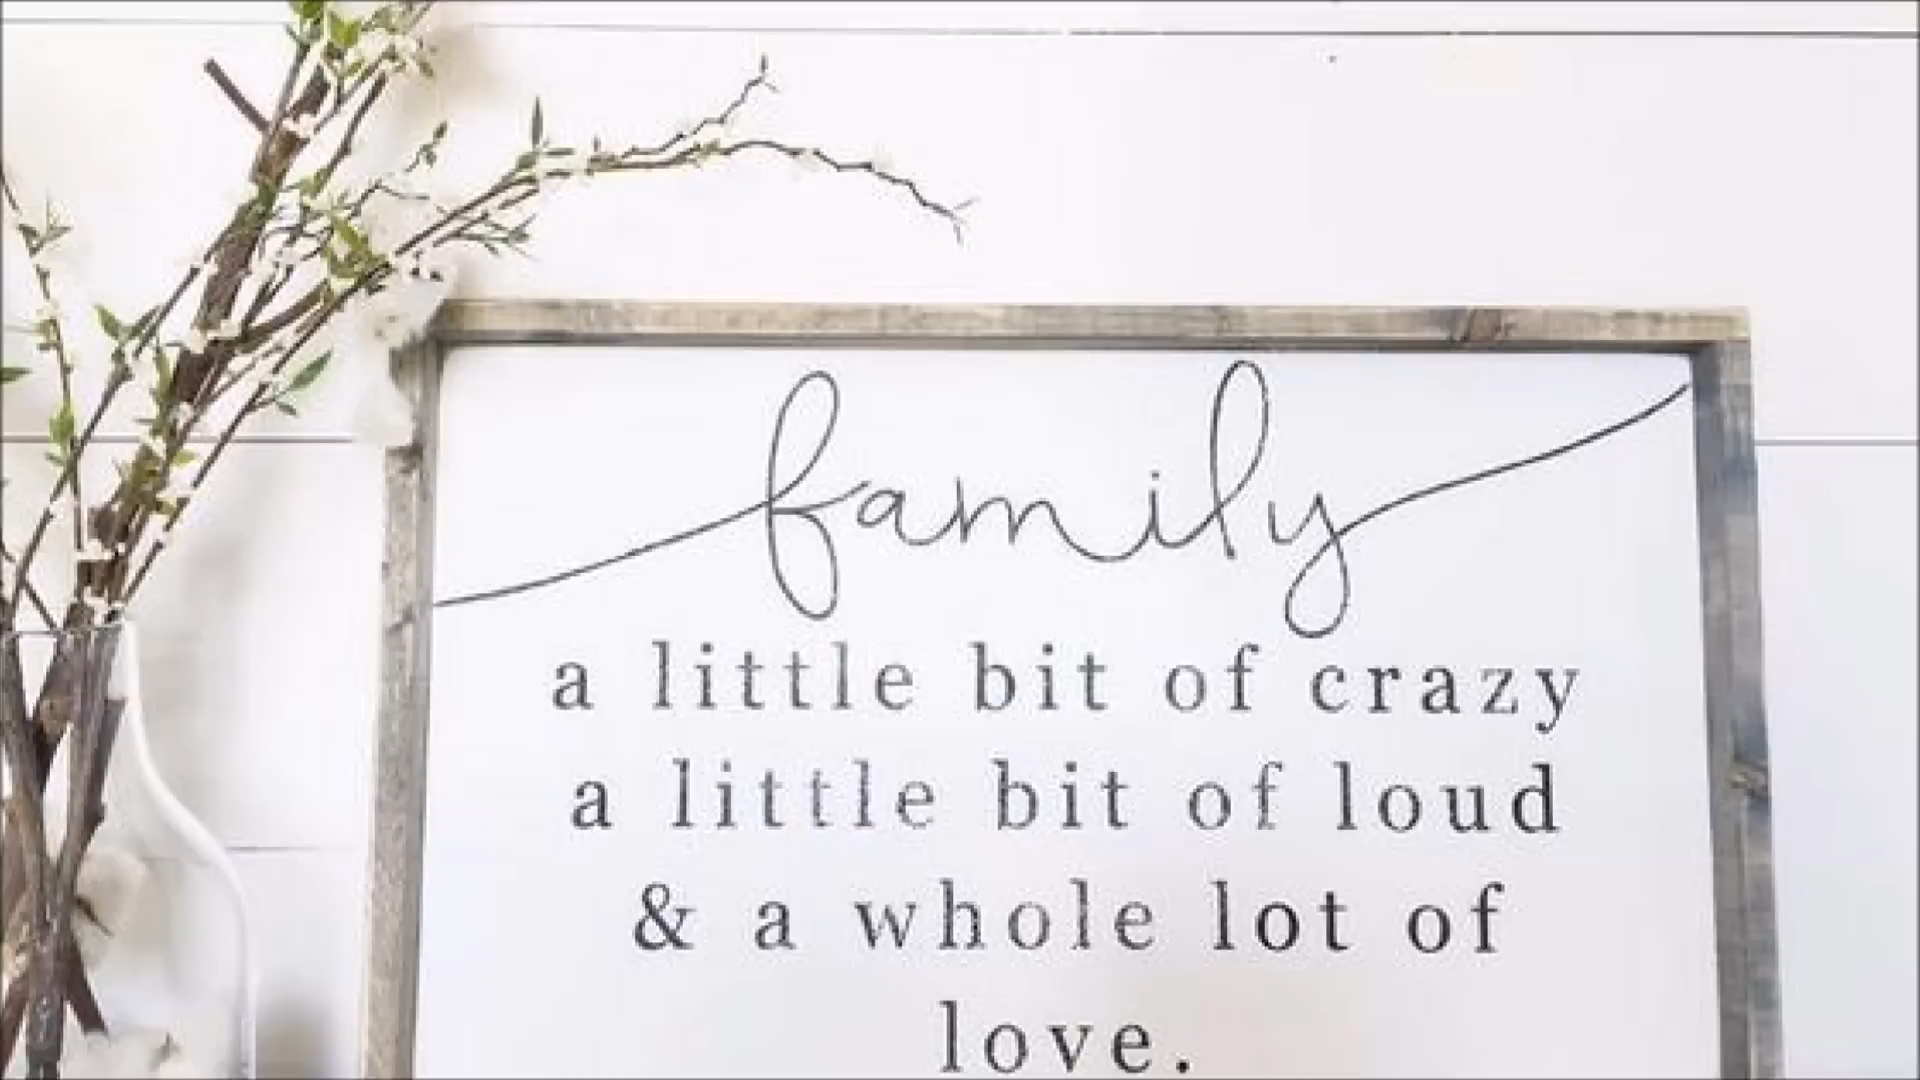 family
a little bit of crazy
a little bit of loud
& a whole lot of
love.